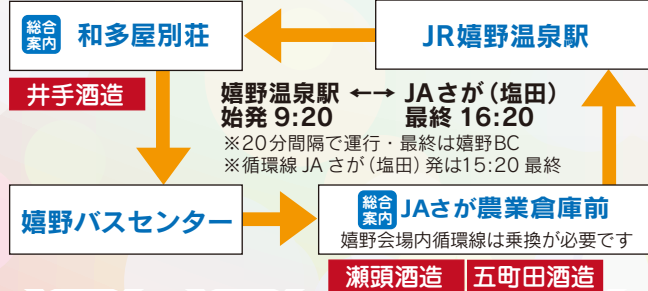 総合案内 和多屋別荘
JR嬉野温泉駅
井手酒造
嬉野温泉� ←→ JAさが（塩田）
始発 9:20 最終 16:20
※20分間隔で運行・最終は嬉野BC
※循環線 JA さが（塩田）発は15:20 最終
嬉野バスセンター
総合案内 JAさが農業倉庫前
嬉野会場内循環線は乗換が必要です
瀬頭酒造 五町田酒造